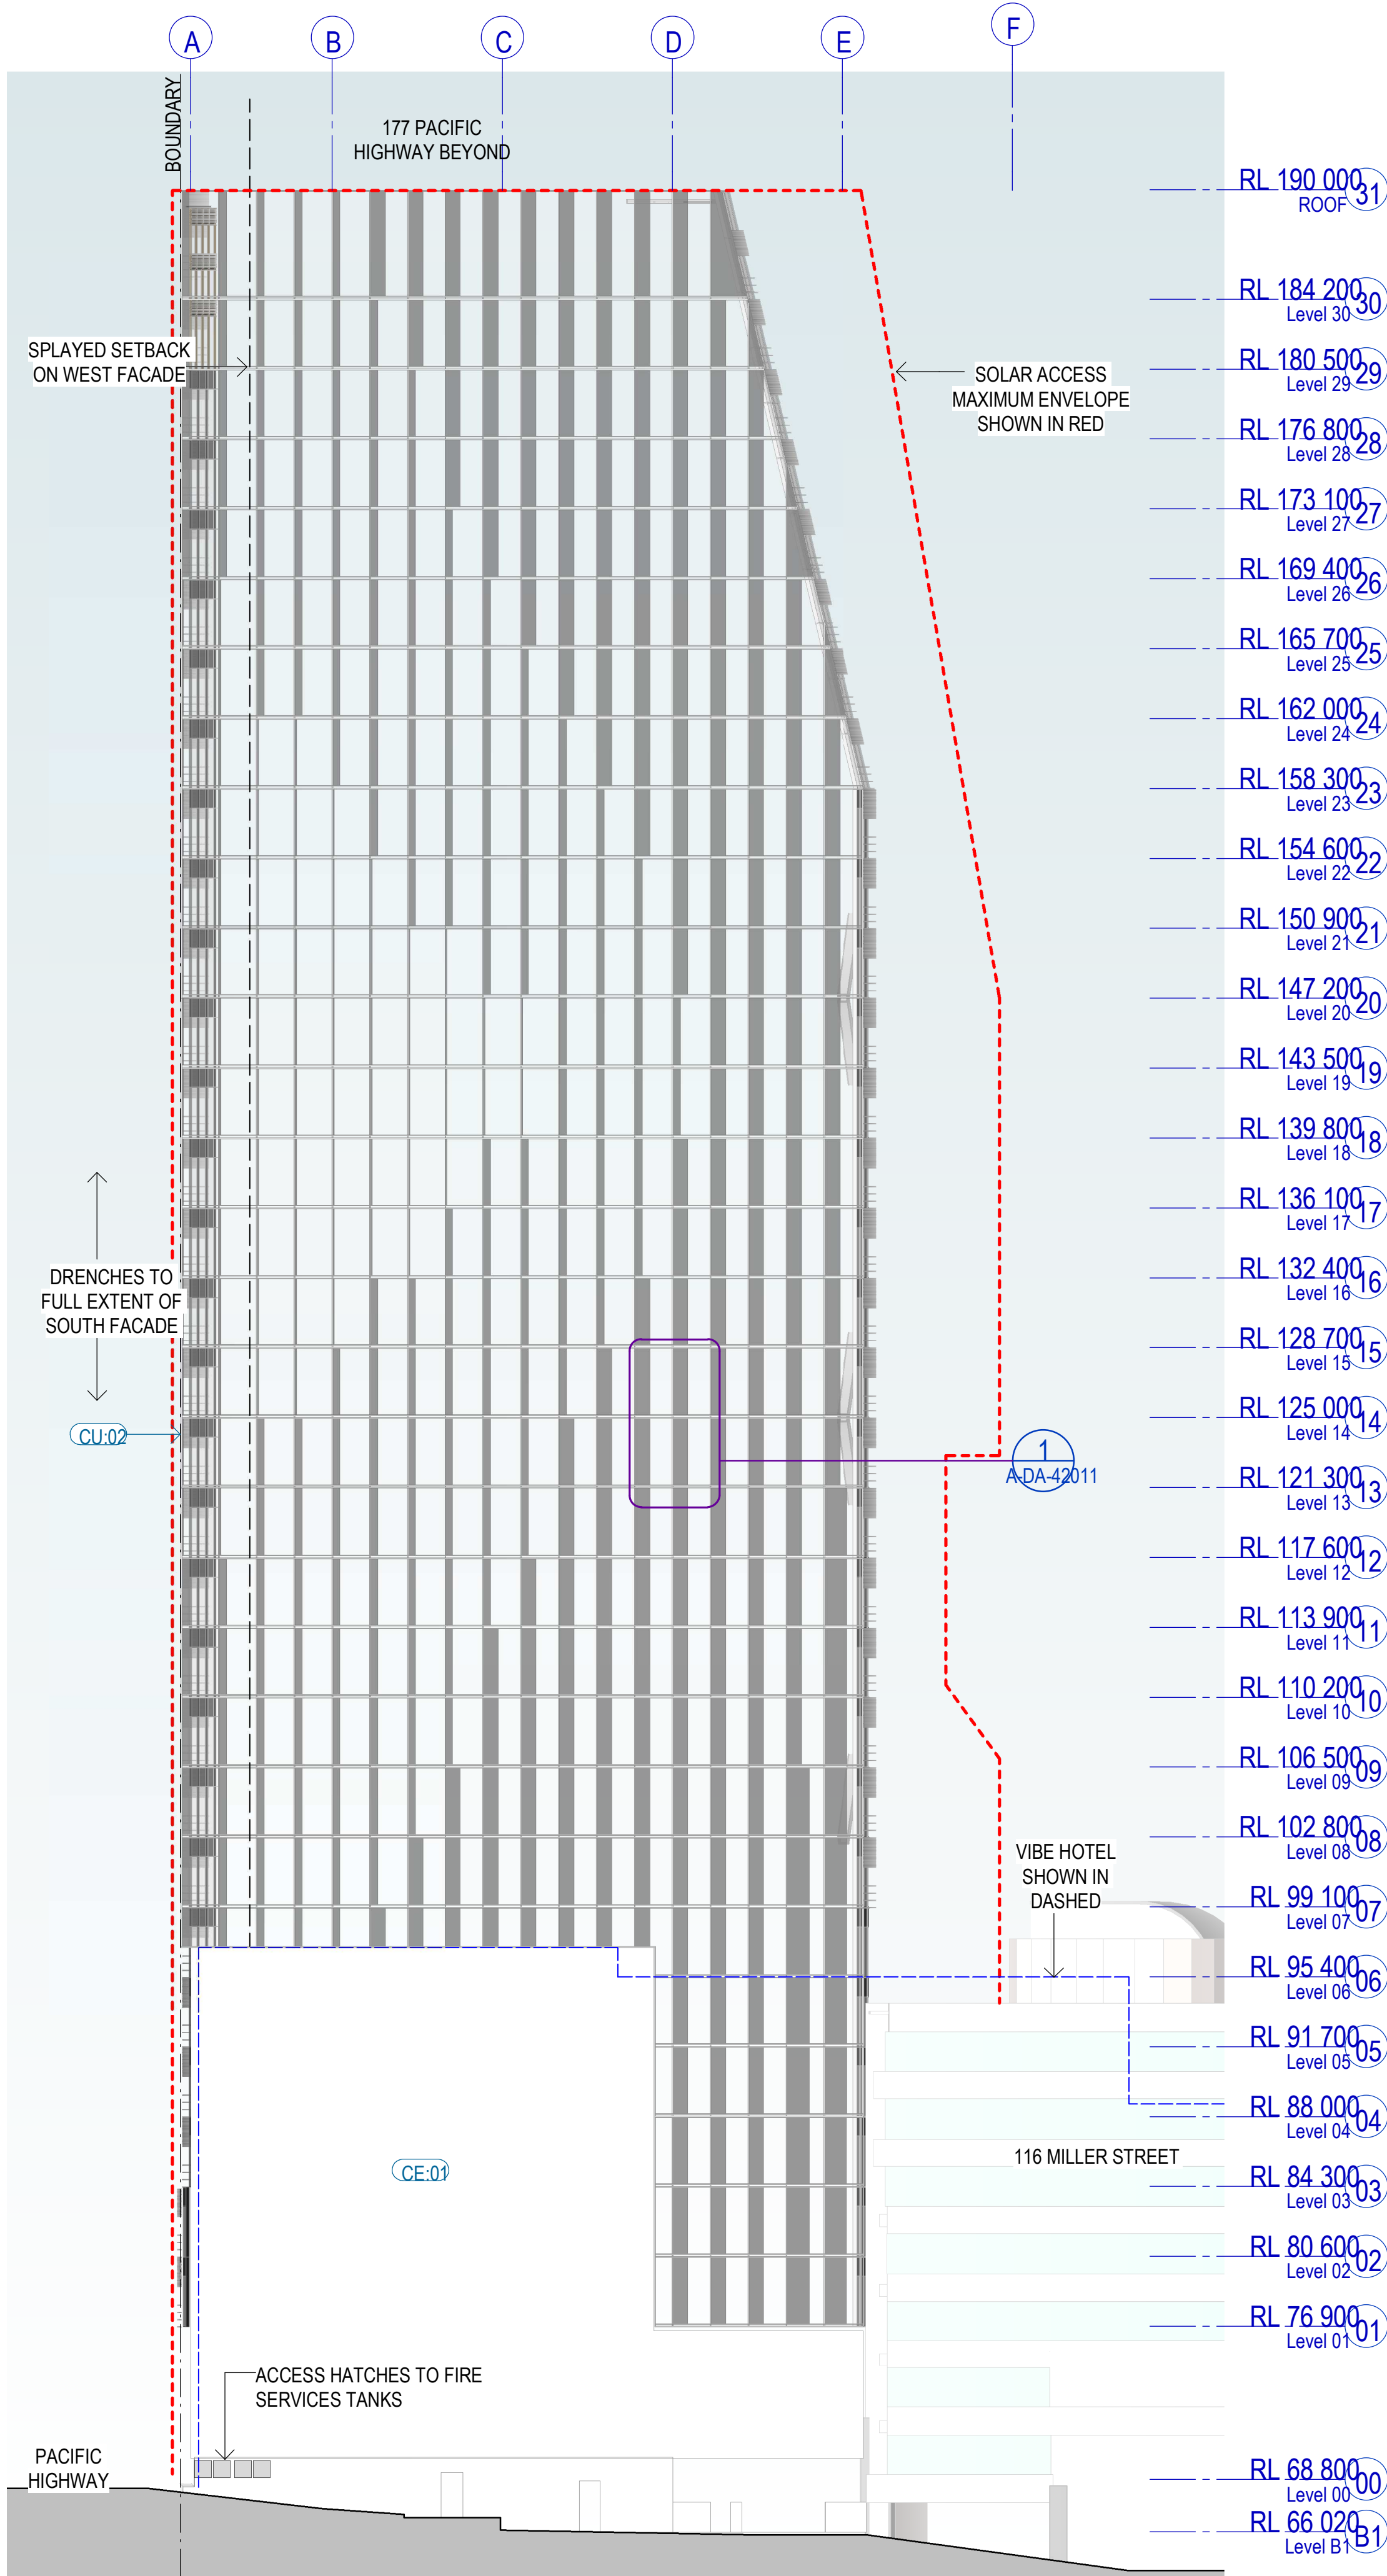 A
B
C
D
E
F
BOUNDARY
177 PACIFIC
HIGHWAY BEYOND
RL 190 000
ROOF
31
RL 184 200
Level 30
30
SPLAYED SETBACK
ON WEST FACADE
SOLAR ACCESS
MAXIMUM ENVELOPE
SHOWN IN RED
RL 180 500
Level 29
29
RL 176 800
Level 28
28
RL 173 100
Level 27
27
RL 169 400
Level 26
26
RL 165 700
Level 25
25
RL 162 000
Level 24
24
RL 158 300
Level 23
23
RL 154 600
Level 22
22
RL 150 900
Level 21
21
RL 147 200
Level 20
20
RL 143 500
Level 19
19
RL 139 800
Level 18
18
RL 136 100
Level 17
17
DRENCHES TO
FULL EXTENT OF
SOUTH FACADE
RL 132 400
Level 16
16
RL 128 700
Level 15
15
RL 125 000
Level 14
14
CU:02
1
A-DA-42011
RL 121 300
Level 13
13
RL 117 600
Level 12
12
RL 113 900
Level 11
11
RL 110 200
Level 10
10
RL 106 500
Level 09
09
RL 102 800
Level 08
08
VIBE HOTEL
SHOWN IN
DASHED
RL 99 100
Level 07
07
RL 95 400
Level 06
06
RL 91 700
Level 05
05
RL 88 000
Level 04
04
116 MILLER STREET
CE:01
RL 84 300
Level 03
03
RL 80 600
Level 02
02
RL 76 900
Level 01
01
ACCESS HATCHES TO FIRE
SERVICES TANKS
PACIFIC
HIGHWAY
RL 68 800
Level 00
00
RL 66 020
Level B1
B1